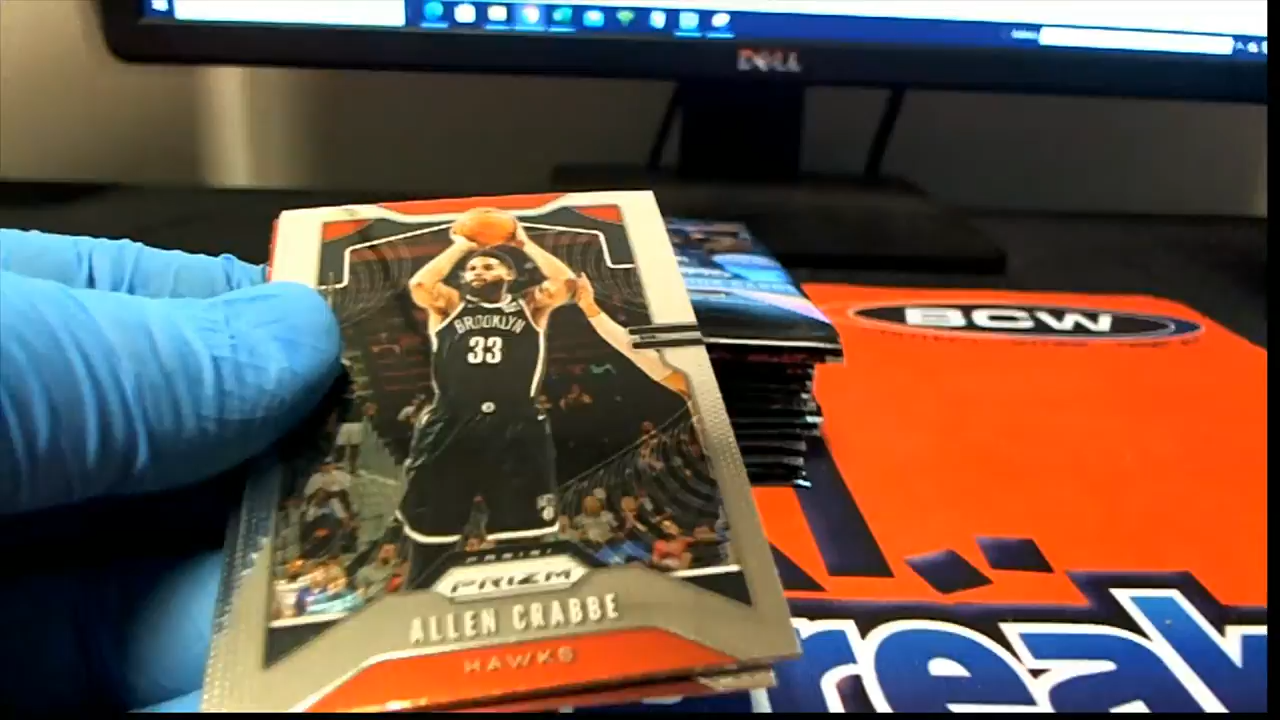 DELL
BCW
BROOKLYN
33
PANINI
PRIZM
ALLEN CRABBE
HAWKS
reak